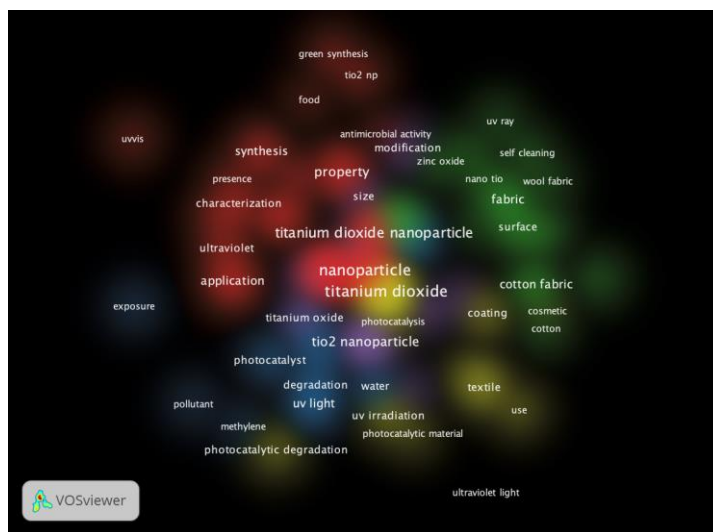 green synthesis
tio2 np
food
uv ray
antimicrobial activity
uvvis
modification
synthesis
self cleaning
zinc oxide
property
presence
nano tio
wool fabric
size
fabric
characterization
surface
titanium dioxide nanoparticle
ultraviolet
nanoparticle
application
cotton fabric
titanium dioxide
exposure
cosmetic
coating
titanium oxide
photocatalysis
cotton
tio2 nanoparticle
photocatalyst
degradation
water
textile
pollutant
uv light
use
uv irradiation
methylene
photocatalytic material
photocatalytic degradation
ultraviolet light
VOSviewer